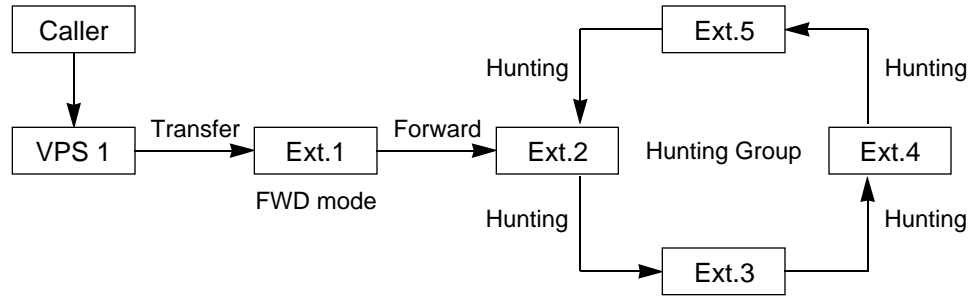 Caller
Ext.5
Hunting
Hunting
Transfer
Forward
VPS 1
Ext.1
Ext.2
Hunting Group
Ext.4
FWD mode
Hunting
Hunting
Ext.3